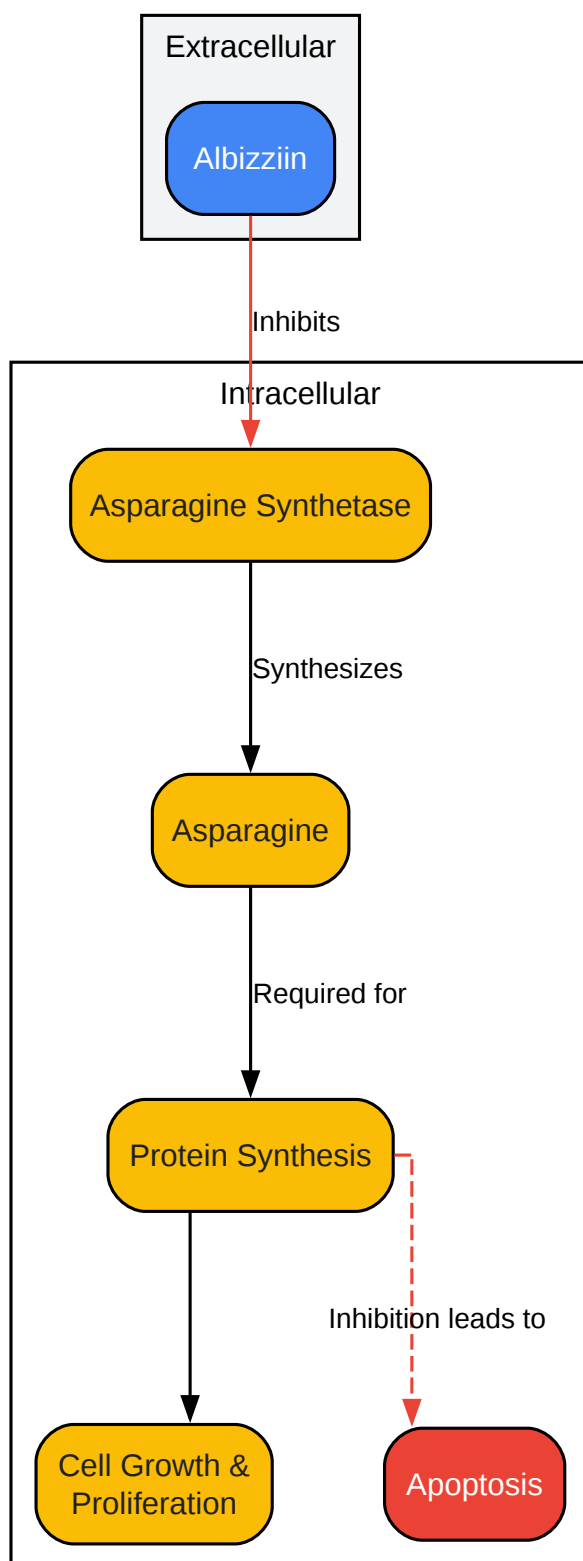 Extracellular
Albizziin
Inhibits
Intracellular
Asparagine Synthetase
Synthesizes
Asparagine
Required for
Protein Synthesis
Inhibition leads to
Cell Growth &
Proliferation
Apoptosis